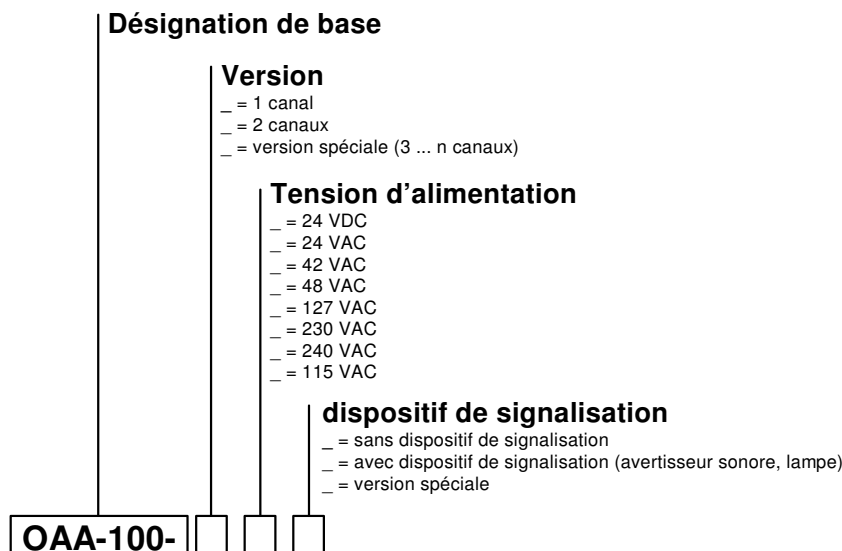 Désignation de base
Version
_ = 1 canal
_ = 2 canaux
_ = version spéciale (3 ... n canaux)
Tension d'alimentation
_ = 24 VDC
_ = 24 VAC
_ = 42 VAC
_ = 48 VAC
_ = 127 VAC
_ = 230 VAC
_ = 240 VAC
_ = 115 VAC
dispositif de signalisation
_ = sans dispositif de signalisation
_ = avec dispositif de signalisation (avertisseur sonore, lampe)
_ = version spéciale
OAA-100-